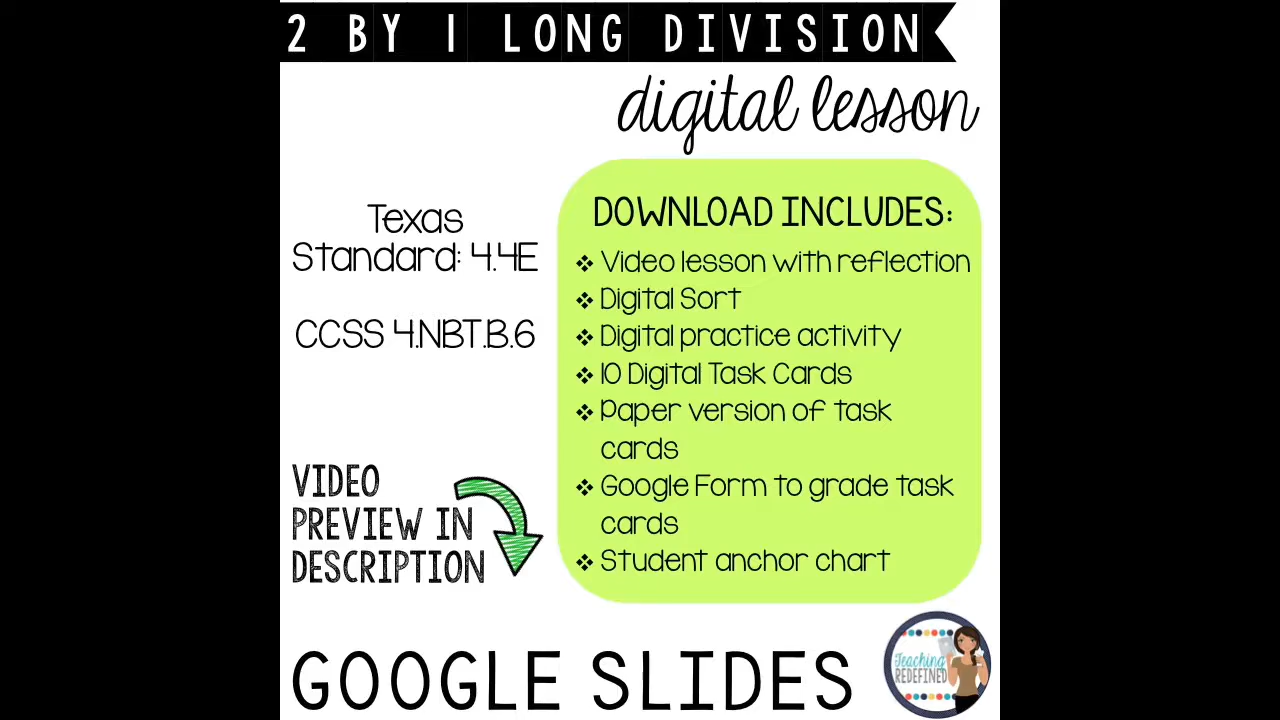 2 BY 1 LONG DIVISION
digital lesson
Texas
Standard: 4.4E
CCSS 4.NBT.B.6
DOWNLOAD INCLUDES:
❖ Video lesson with reflection
❖ Digital Sort
❖ Digital practice activity
❖ 10 Digital Task Cards
❖ Paper version of task
cards
❖ Google Form to grade task
cards
❖ Student anchor chart
VIDEO
PREVIEW IN
DESCRIPTION
GOOGLE SLIDES
Teaching
REDEFINED